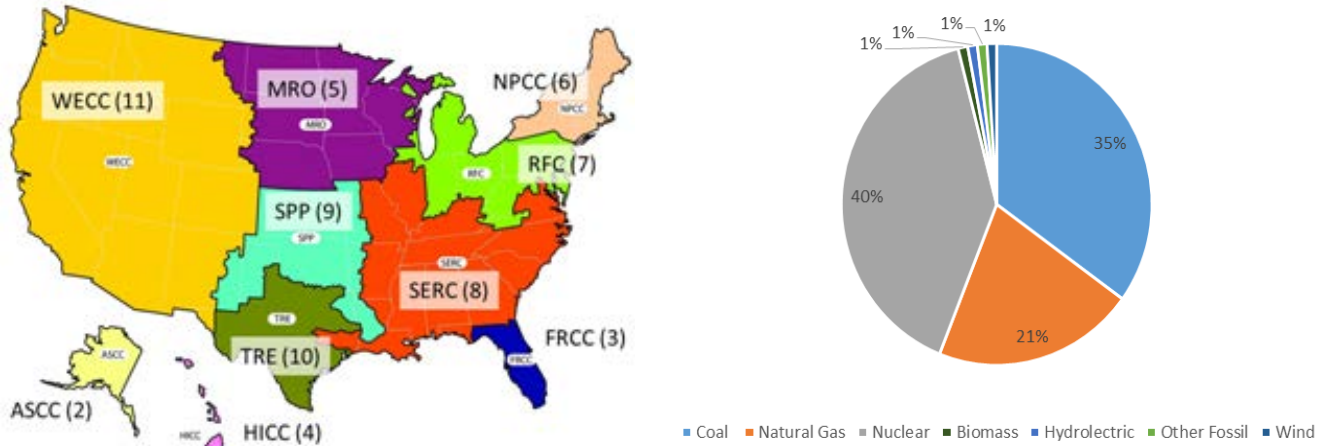 WECC (11)
WECC
MRO (5)
MRO
NPCC (6)
NPCC
RFC (7)
RFC
SPP (9)
SPP
SERC
SERC (8)
TRE
TRE (10)
FRCC (3)
FRCC
ASCC
ASCC (2)
HICC
HICC (4)
1%
1%
1%
1%
35%
40%
21%
Coal Natural Gas Nuclear Biomass Hydrolectric Other Fossil Wind